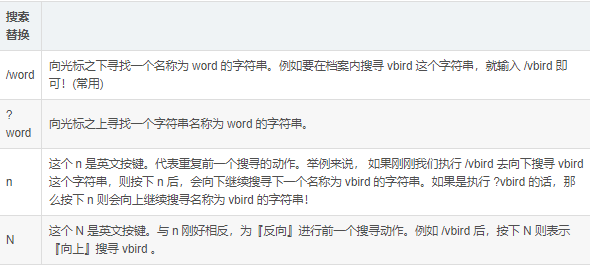 搜索
替换
/word
向光标之下寻找一个名称为 word 的字符串。例如要在档案内搜寻 vbird 这个字符串，就输入 /vbird 即
可！(常用)
?
word
向光标之上寻找一个字符串名称为 word 的字符串。
n
这个 n 是英文按键。代表重复前一个搜寻的动作。举例来说， 如果刚刚我们执行 /vbird 去向下搜寻 vbird
这个字符串，则按下 n 后，会向下继续搜寻下一个名称为 vbird 的字符串。如果是执行 ?vbird 的话，那
么按下 n 则会向上继续搜寻名称为 vbird 的字符串！
N
这个 N 是英文按键。与 n 刚好相反，为『反向』进行前一个搜寻动作。例如 /vbird 后，按下 N 则表示
『向上』搜寻 vbird 。